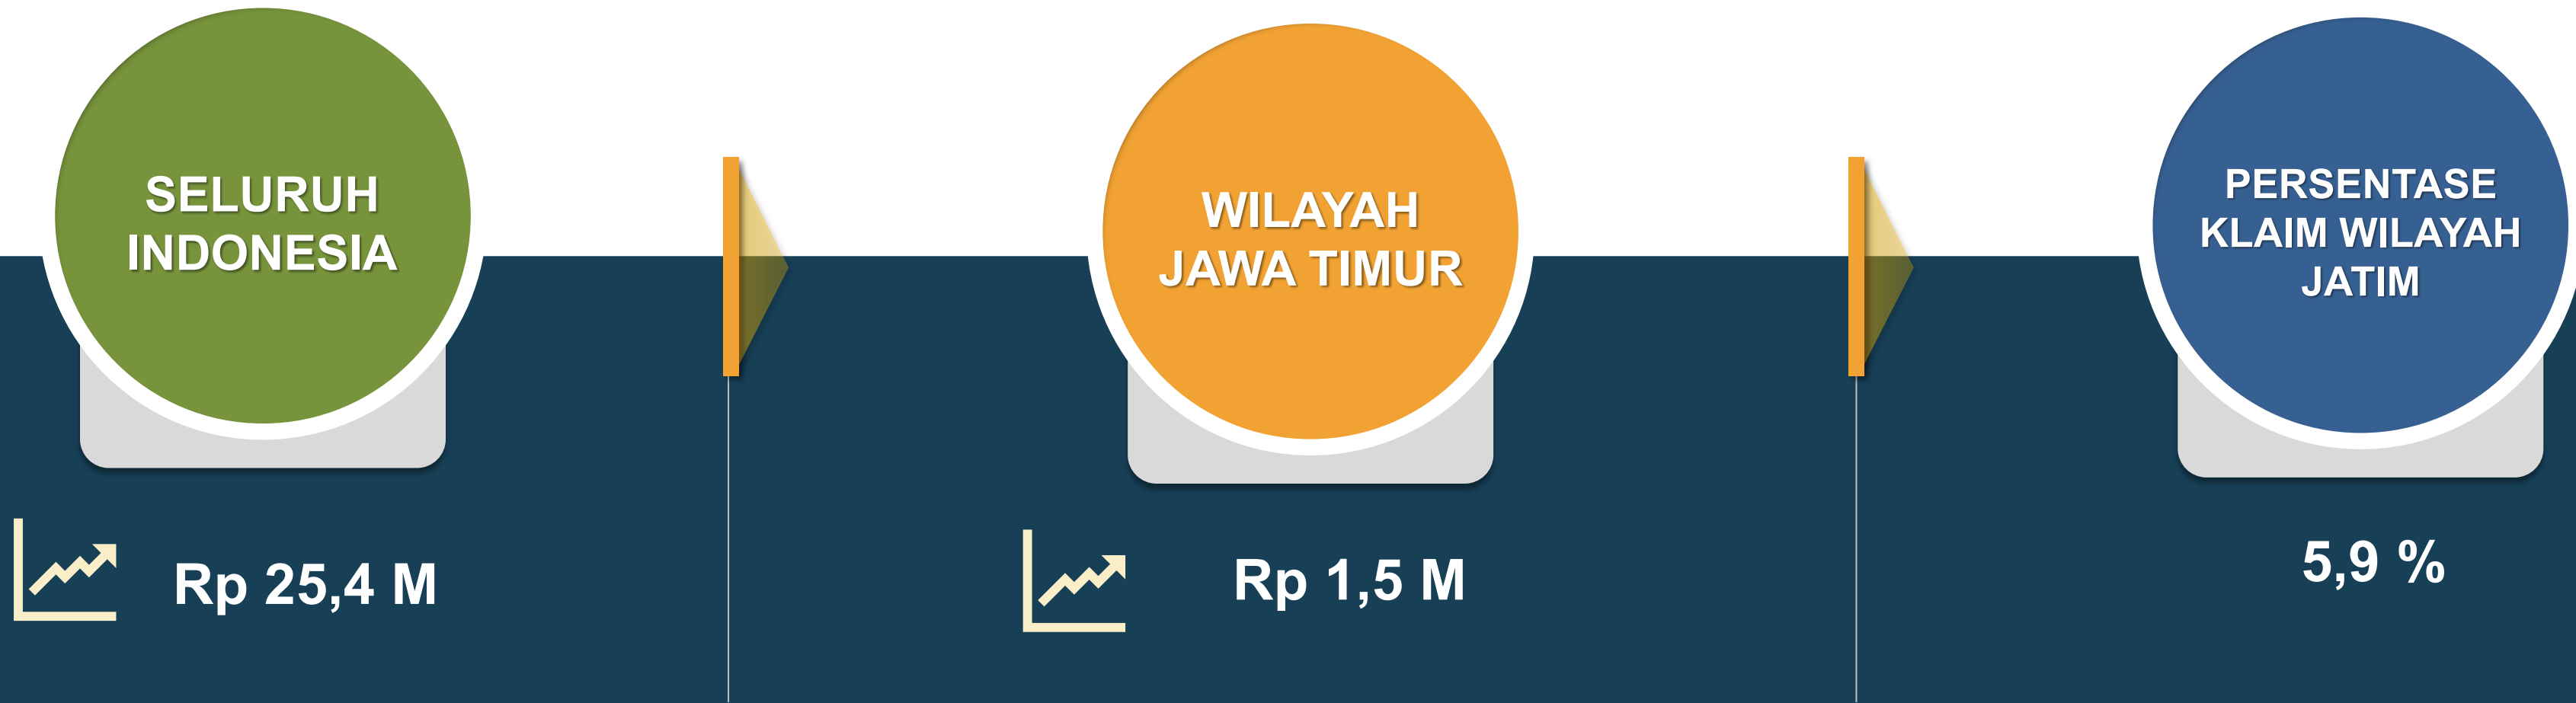 SELURUH
INDONESIA
WILAYAH
JAWA TIMUR
PERSENTASE
KLAIM WILAYAH
JATIM
Rp 25,4 M
Rp 1,5 M
5,9 %